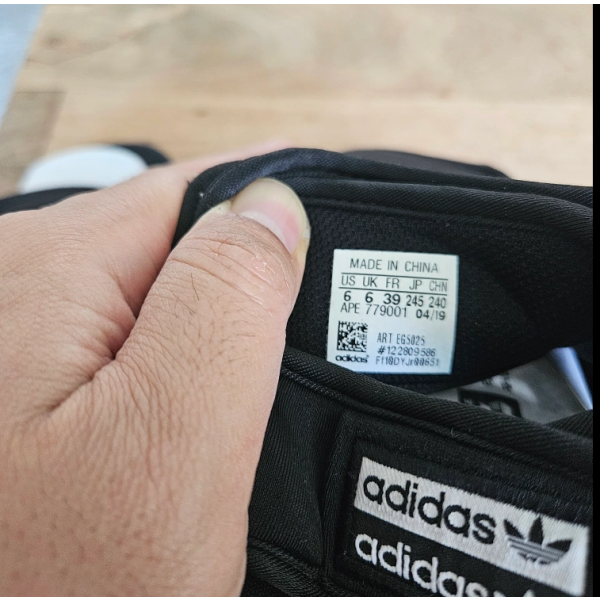 MADE IN CHINA
US UK FR JP CHN
6 6 39 245 240
APE 779001 04/19
ART EG5025
#122809586
adidas
adidas
adidas